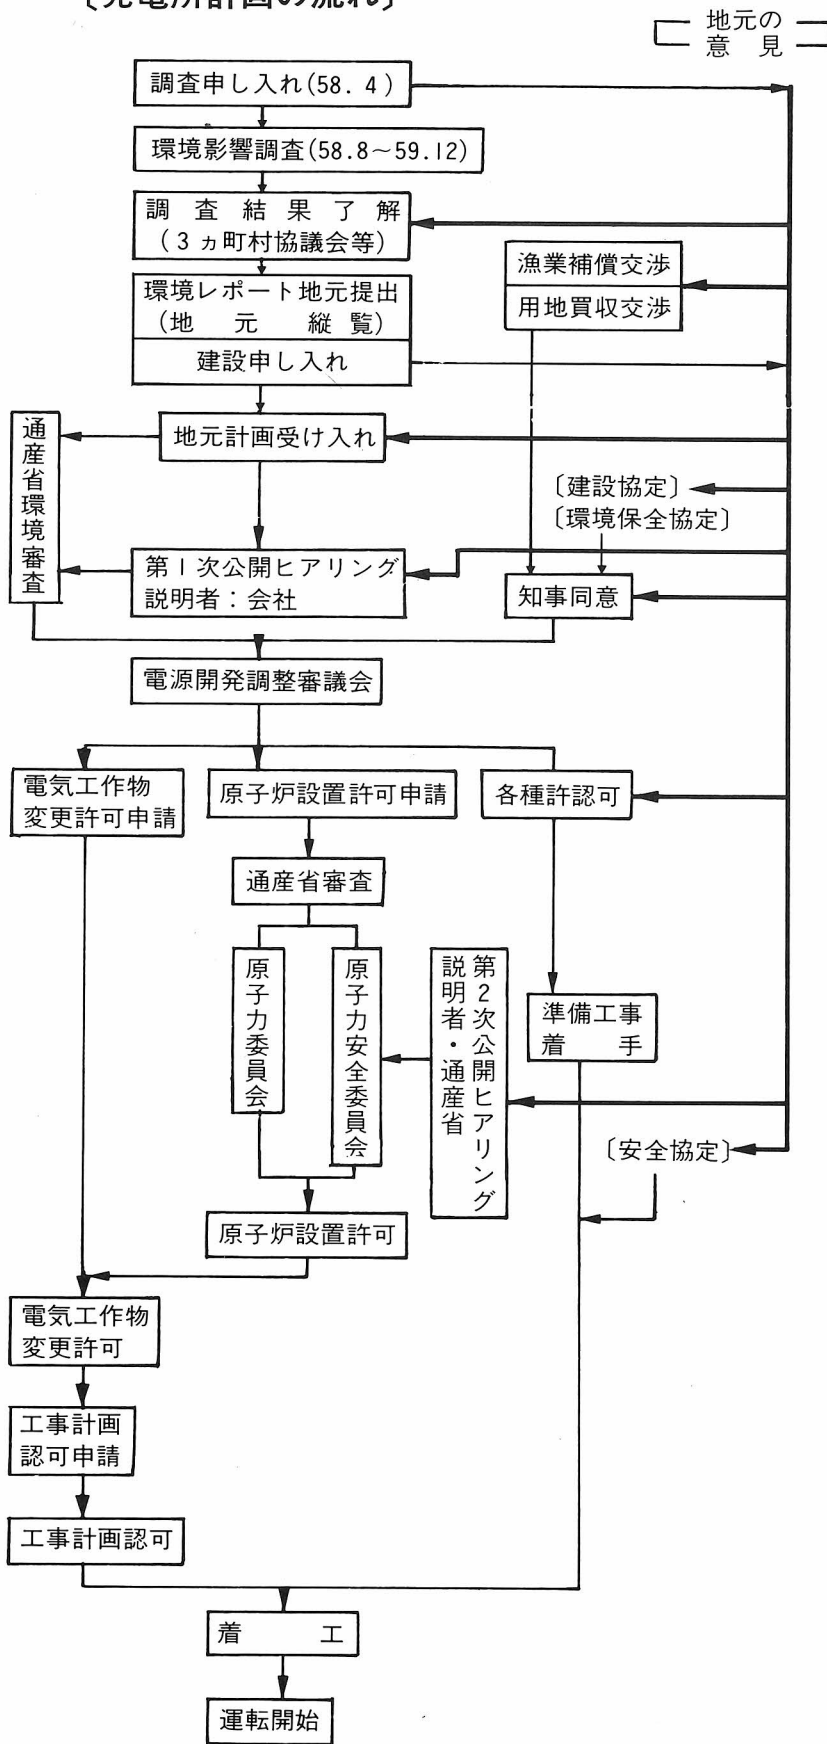 〔発電所計画の流れ〕
地元の
意見
調査申し入れ(58.4)
環境影響調査(58.8〜59.12)
調査結果了解
(3ヵ町村協議会等)
漁業補償交渉
用地買収交渉
環境レポート地元提出
(地元縦覧)
建設申し入れ
通産省環境審査
地元計画受け入れ
〔建設協定〕
〔環境保全協定〕
第1次公開ヒアリング
説明者：会社
知事同意
電源開発調整審議会
電気工作物
変更許可申請
原子炉設置許可申請
各種許認可
通産省審査
原子力委員会
原子力安全委員会
第2次公開ヒアリング
説明者・通産省
準備工事
着手
〔安全協定〕
原子炉設置許可
電気工作物
変更許可
工事計画
認可申請
工事計画認可
着工
運転開始